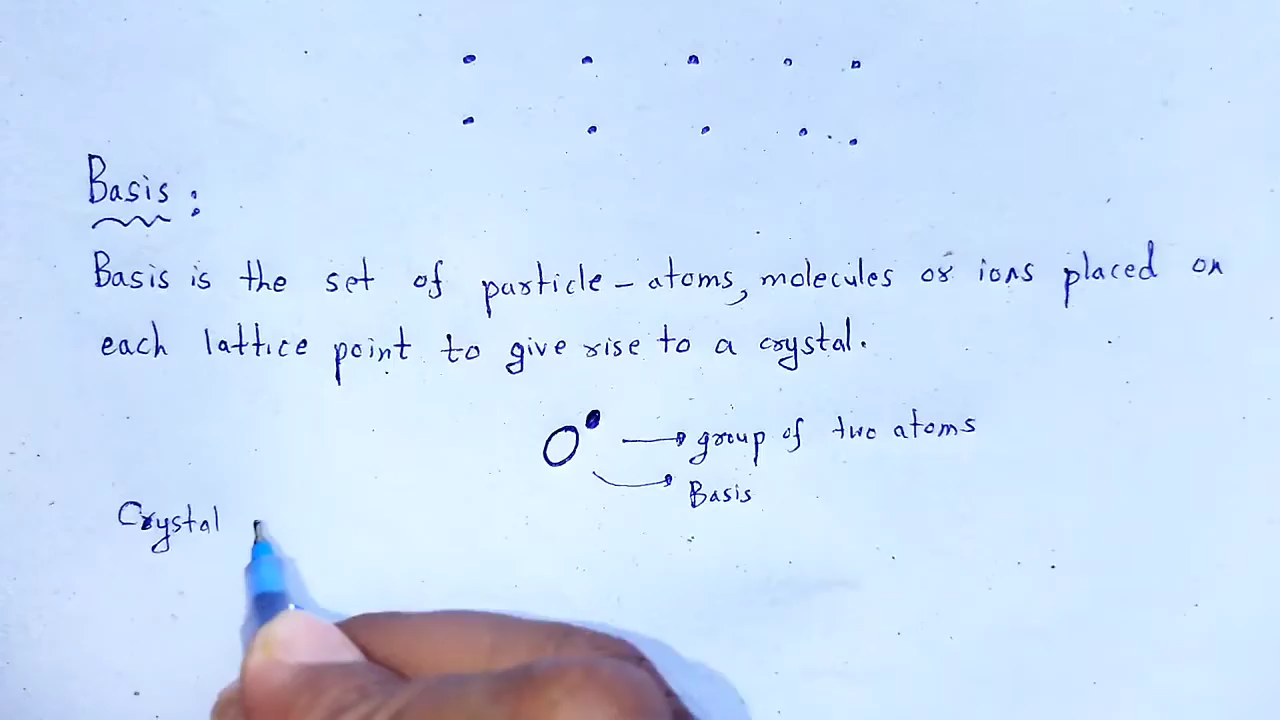 Basis :
Basis is the set of particle - atoms, molecules or ions placed on
each lattice point to give rise to a crystal.
group of two atoms
Basis
Crystal